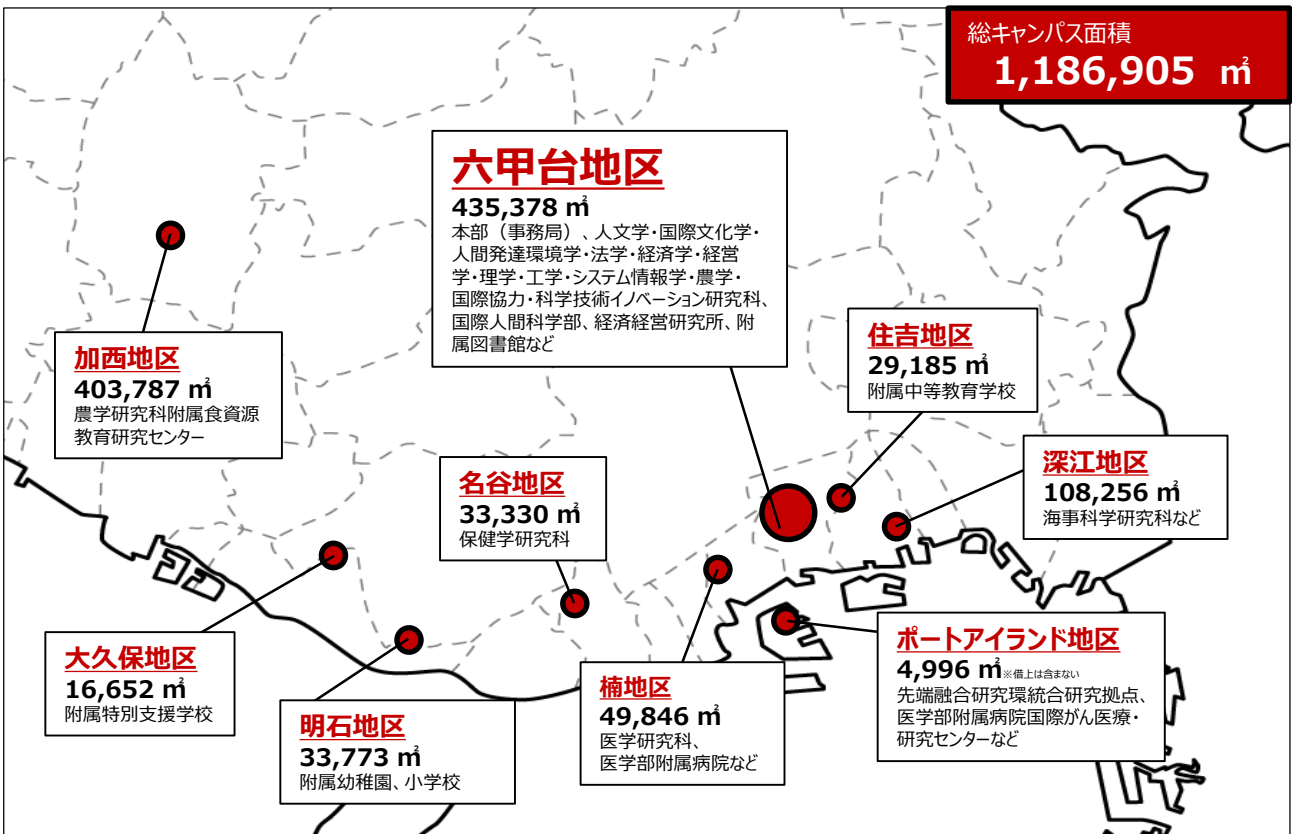 総キャンパス面積
1,186,905 ㎡
六甲台地区
435,378 ㎡
本部（事務局）、人文学・国際文化学・
人間発達環境学・法学・経済学・経営
学・理学・工学・システム情報学・農学・
国際協力・科学技術イノベーション研究科、
国際人間科学部、経済経営研究所、附
属図書館など
加西地区
403,787 ㎡
農学研究科附属食資源
教育研究センター
住吉地区
29,185 ㎡
附属中等教育学校
名谷地区
33,330 ㎡
保健学研究科
深江地区
108,256 ㎡
海事科学研究科など
大久保地区
16,652 ㎡
附属特別支援学校
明石地区
33,773 ㎡
附属幼稚園、小学校
楠地区
49,846 ㎡
医学研究科、
医学部附属病院など
ポートアイランド地区
4,996 ㎡※借上は含まない
先端融合研究環統合研究拠点、
医学部附属病院国際がん医療・
研究センターなど